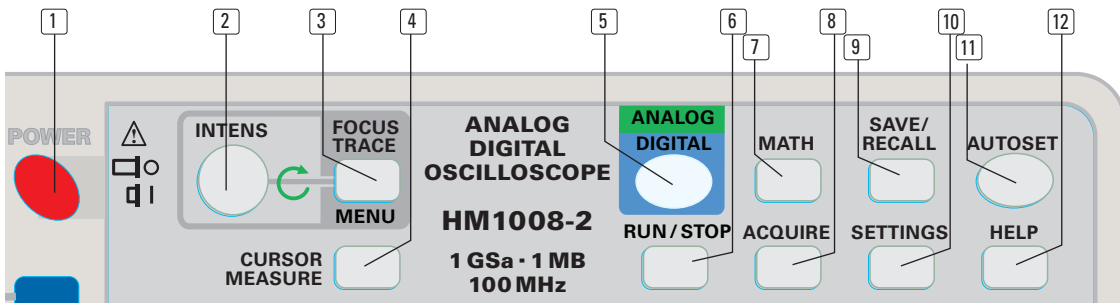 1 2 3 4 5 6 7 8 9 10 11 12
POWER
INTENS
FOCUS
TRACE
MENU
CURSOR
MEASURE
ANALOG
DIGITAL
OSCILLOSCOPE
HM1008-2
1 GSa · 1 MB
100 MHz
ANALOG
DIGITAL
RUN / STOP
MATH
ACQUIRE
SAVE/
RECALL
SETTINGS
AUTOSET
HELP